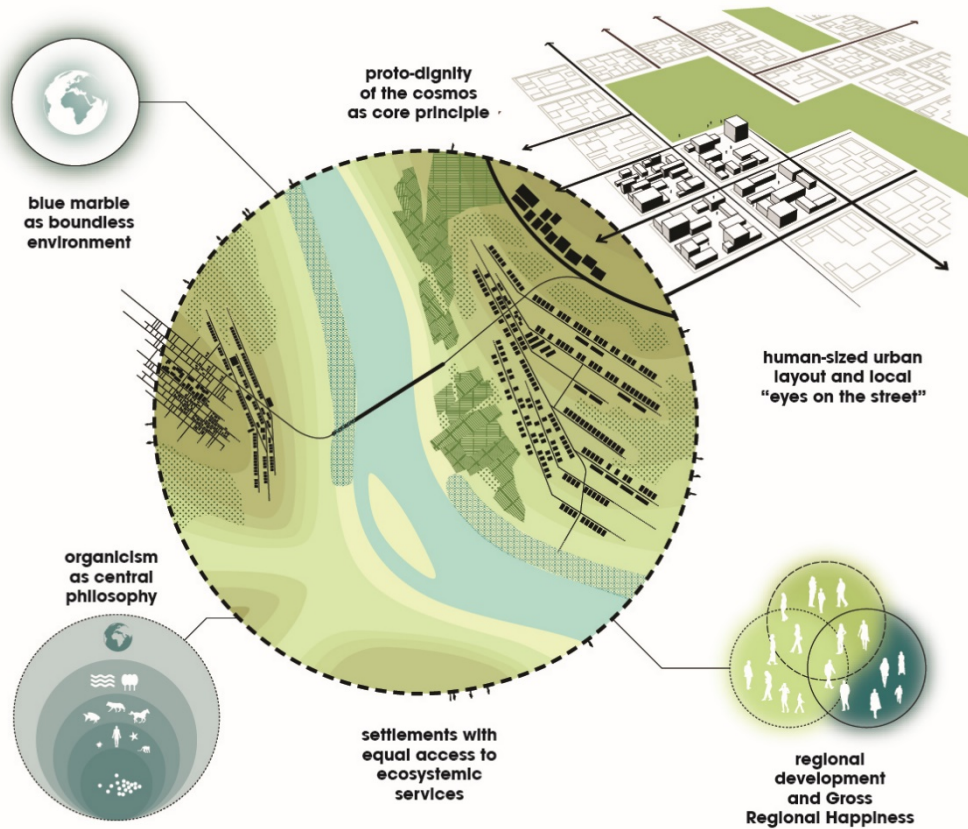 proto-dignity
of the cosmos
as core principle
blue marble
as boundless
environment
human-sized urban
layout and local
“eyes on the street”
organicism
as central
philosophy
settlements with
equal access to
ecosystemic
services
regional
development
and Gross
Regional Happiness